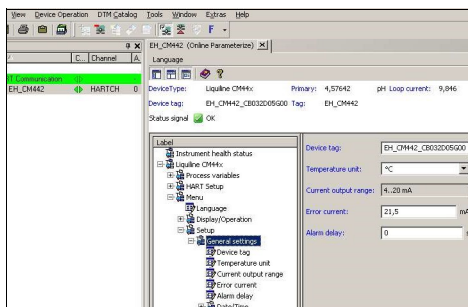 View Device Operation DTM Catalog Tools Window Extras Help
EH_CM442 (Online Parameterize)
C... Channel A.
Language
IT Communication
EH_CM442 HARTCH 0
DeviceType: Liquiline CM44x Primary: 4,57642 pH Loop current: 9,846
Device tag: EH_CM442_CB032D05G00 Tag: EH_CM442
Status signal OK
Label
Instrument health status
Liquiline CM44x
Process variables
HART Setup
Menu
Language
Display/Operation
Setup
General settings
Device tag
Temperature unit
Current output range
Error current
Alarm delay
Date/Time
Device tag: EH_CM442_CB032D05G00
Temperature unit: °C
Current output range: 4..20 mA
Error current: 21,5 mA
Alarm delay: 0 s